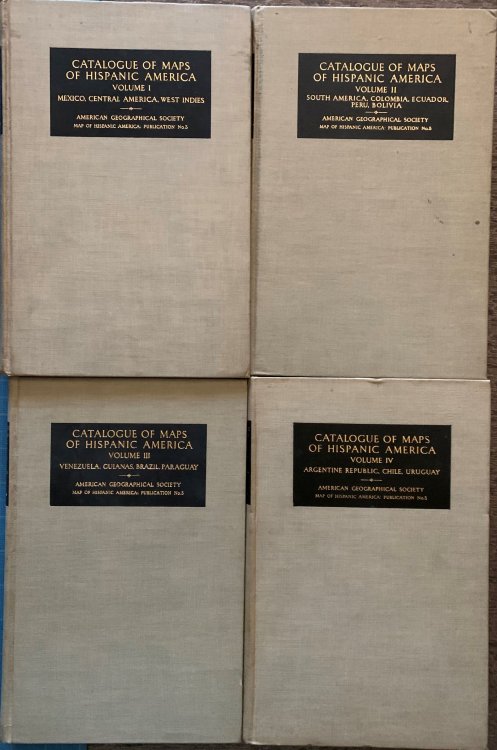 CATALOGUE OF MAPS
OF HISPANIC AMERICA
VOLUME I
MEXICO, CENTRAL AMERICA, WEST INDIES
AMERICAN GEOGRAPHICAL SOCIETY
MAP OF HISPANIC AMERICA: PUBLICATION No.3
CATALOGUE OF MAPS
OF HISPANIC AMERICA
VOLUME II
SOUTH AMERICA, COLOMBIA, ECUADOR,
PERU, BOLIVIA
AMERICAN GEOGRAPHICAL SOCIETY
MAP OF HISPANIC AMERICA: PUBLICATION No.3
CATALOGUE OF MAPS
OF HISPANIC AMERICA
VOLUME III
VENEZUELA, GUIANAS, BRAZIL, PARAGUAY
AMERICAN GEOGRAPHICAL SOCIETY
MAP OF HISPANIC AMERICA: PUBLICATION No.3
CATALOGUE OF MAPS
OF HISPANIC AMERICA
VOLUME IV
ARGENTINE REPUBLIC, CHILE, URUGUAY
AMERICAN GEOGRAPHICAL SOCIETY
MAP OF HISPANIC AMERICA: PUBLICATION No.3